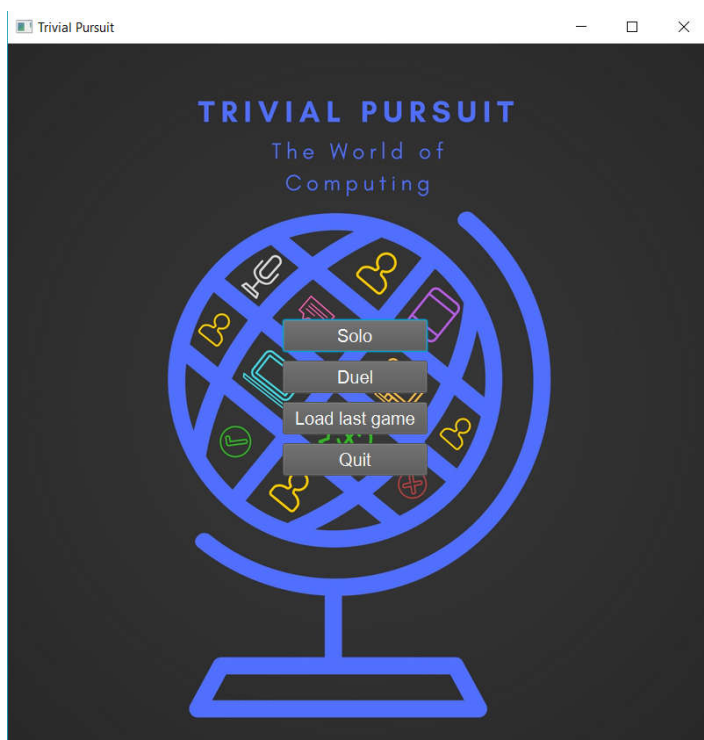 Trivial Pursuit
TRIVIAL PURSUIT
The World of
Computing
Solo
Duel
Load last game
Quit